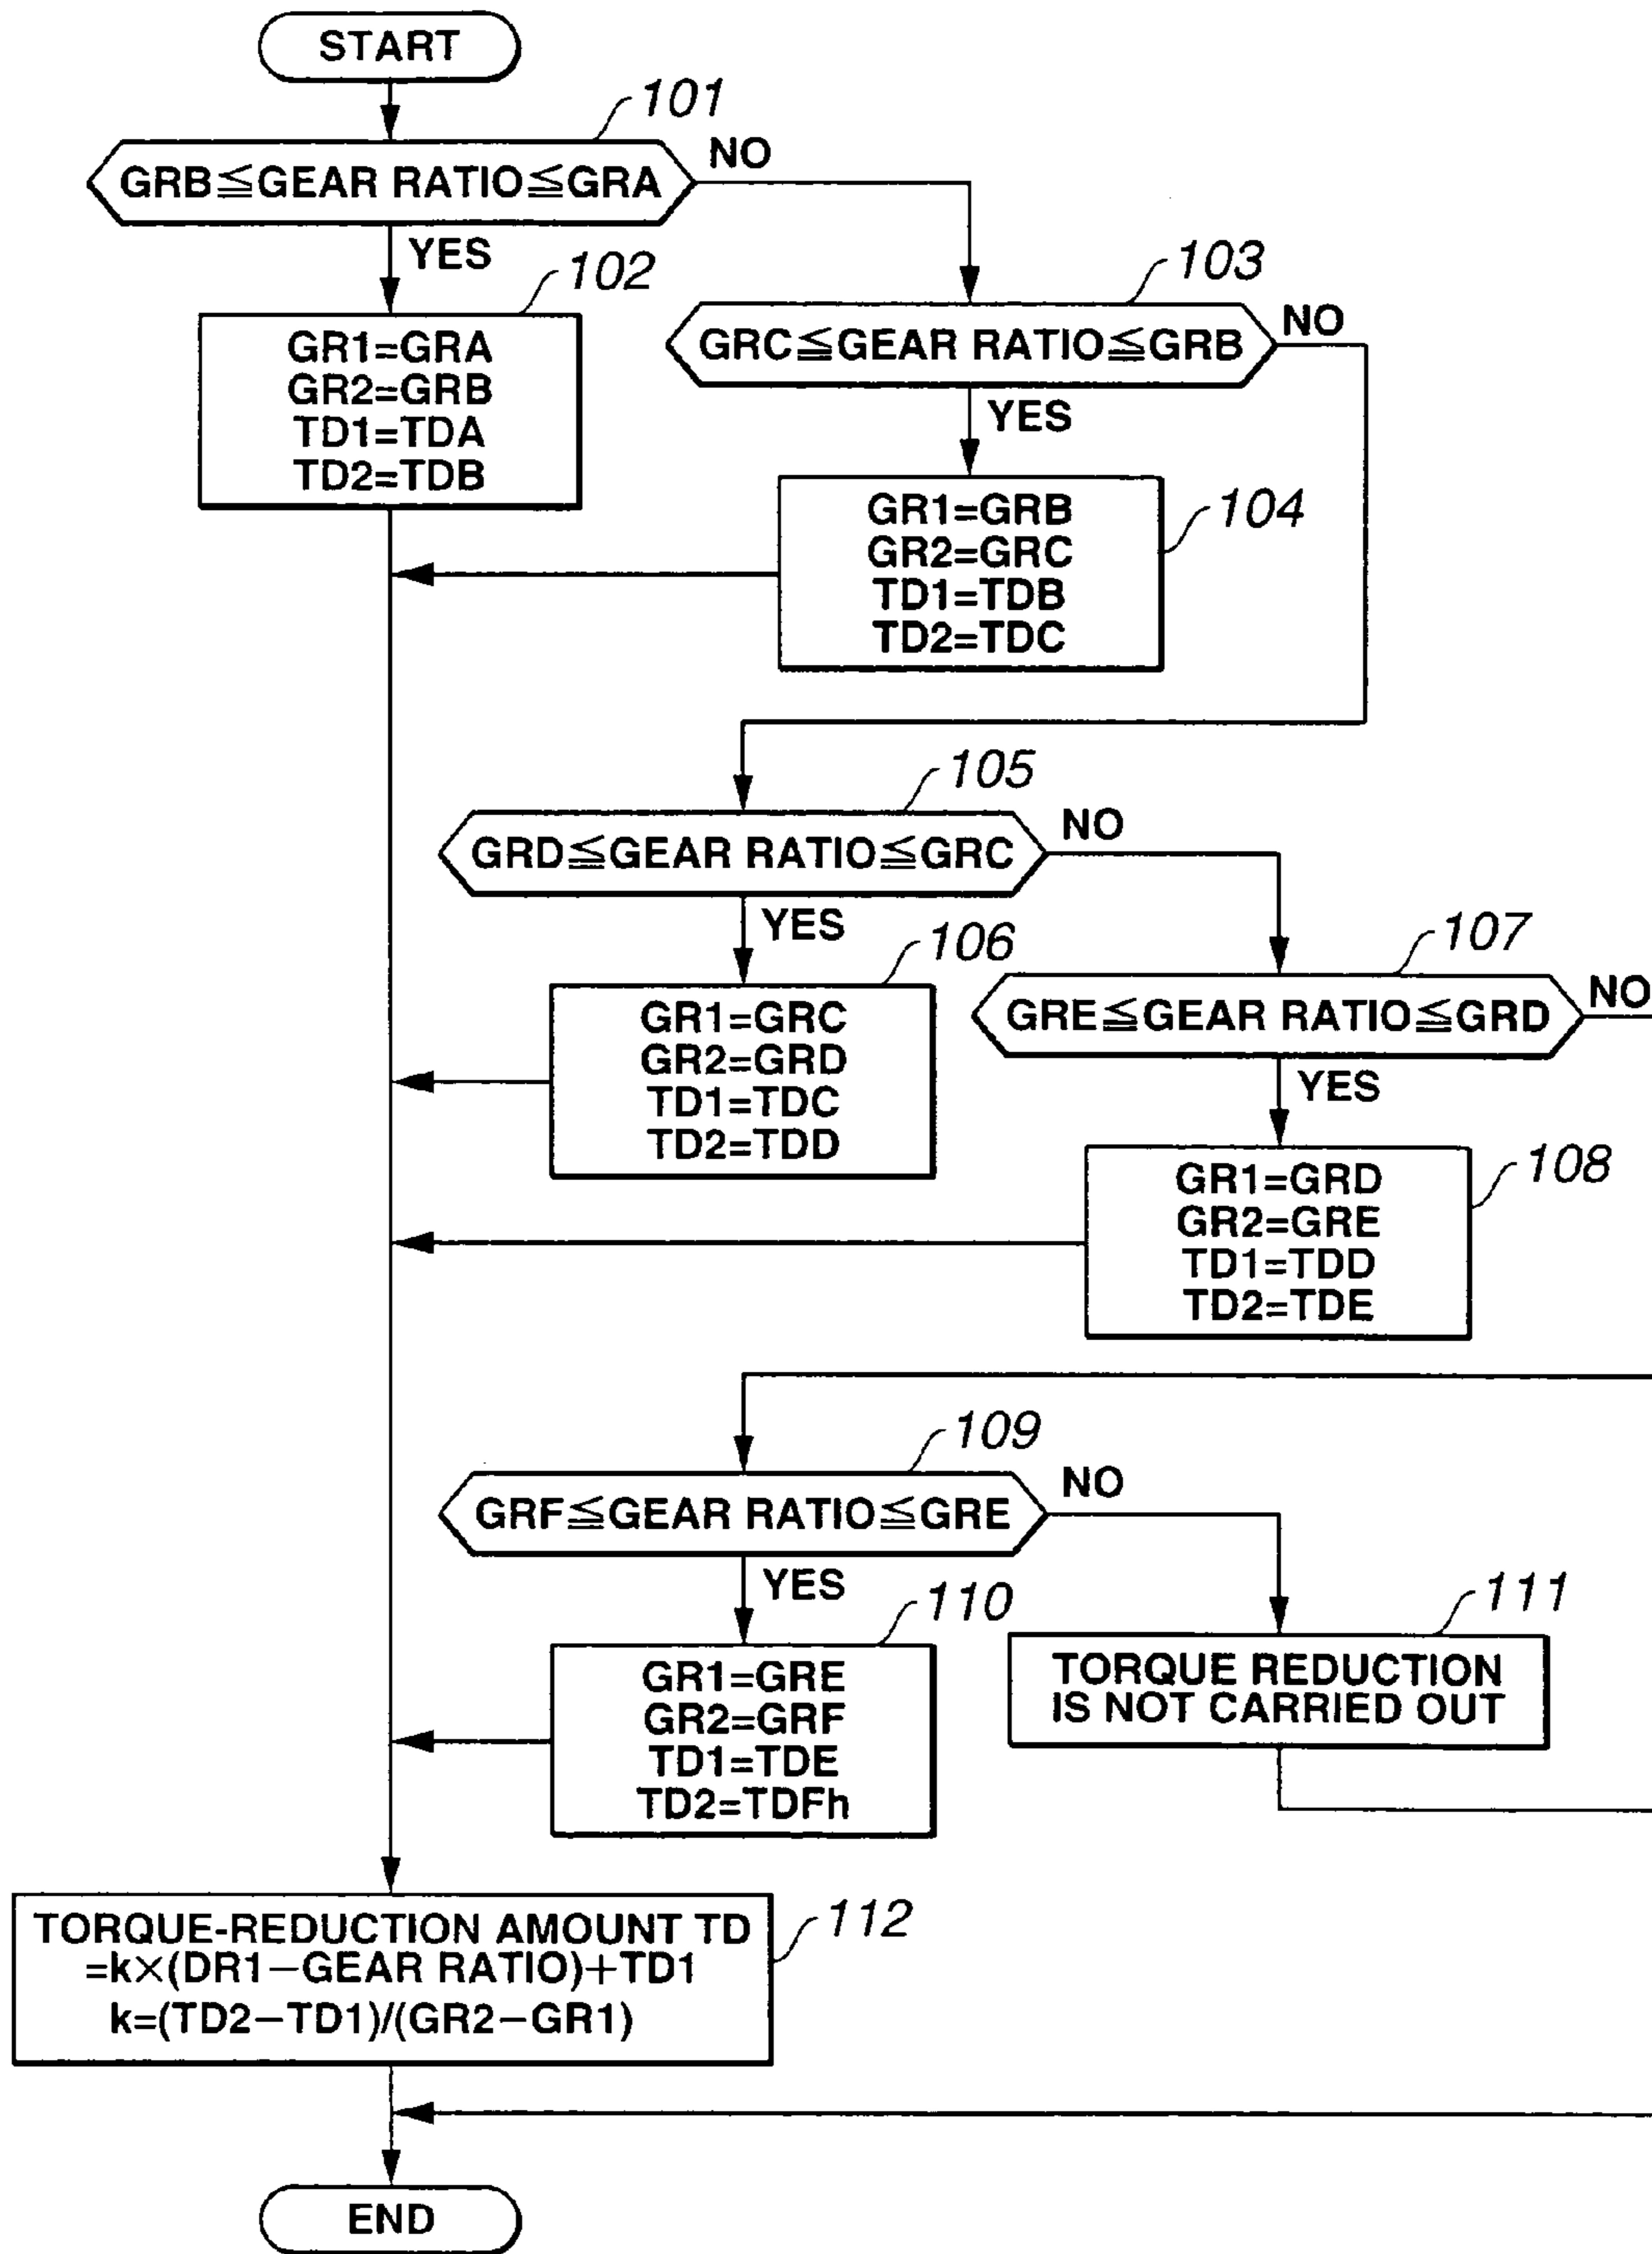 START
101
GRB≦GEAR RATIO≦GRA
NO
YES
102
GR1=GRA
GR2=GRB
TD1=TDA
TD2=TDB
103
GRC≦GEAR RATIO≦GRB
NO
YES
104
GR1=GRB
GR2=GRC
TD1=TDB
TD2=TDC
105
GRD≦GEAR RATIO≦GRC
NO
YES
106
GR1=GRC
GR2=GRD
TD1=TDC
TD2=TDD
107
GRE≦GEAR RATIO≦GRD
NO
YES
108
GR1=GRD
GR2=GRE
TD1=TDD
TD2=TDE
109
GRF≦GEAR RATIO≦GRE
NO
YES
110
GR1=GRE
GR2=GRF
TD1=TDE
TD2=TDFh
111
TORQUE REDUCTION
IS NOT CARRIED OUT
112
TORQUE-REDUCTION AMOUNT TD
=k×(DR1−GEAR RATIO)+TD1
k=(TD2−TD1)/(GR2−GR1)
END